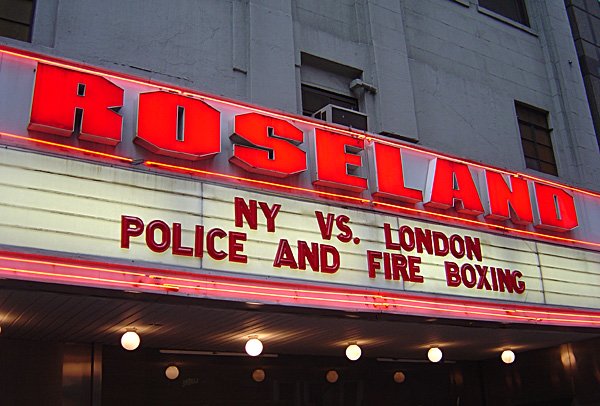 ROSELAND
NY VS. LONDON
POLICE AND FIRE BOXING